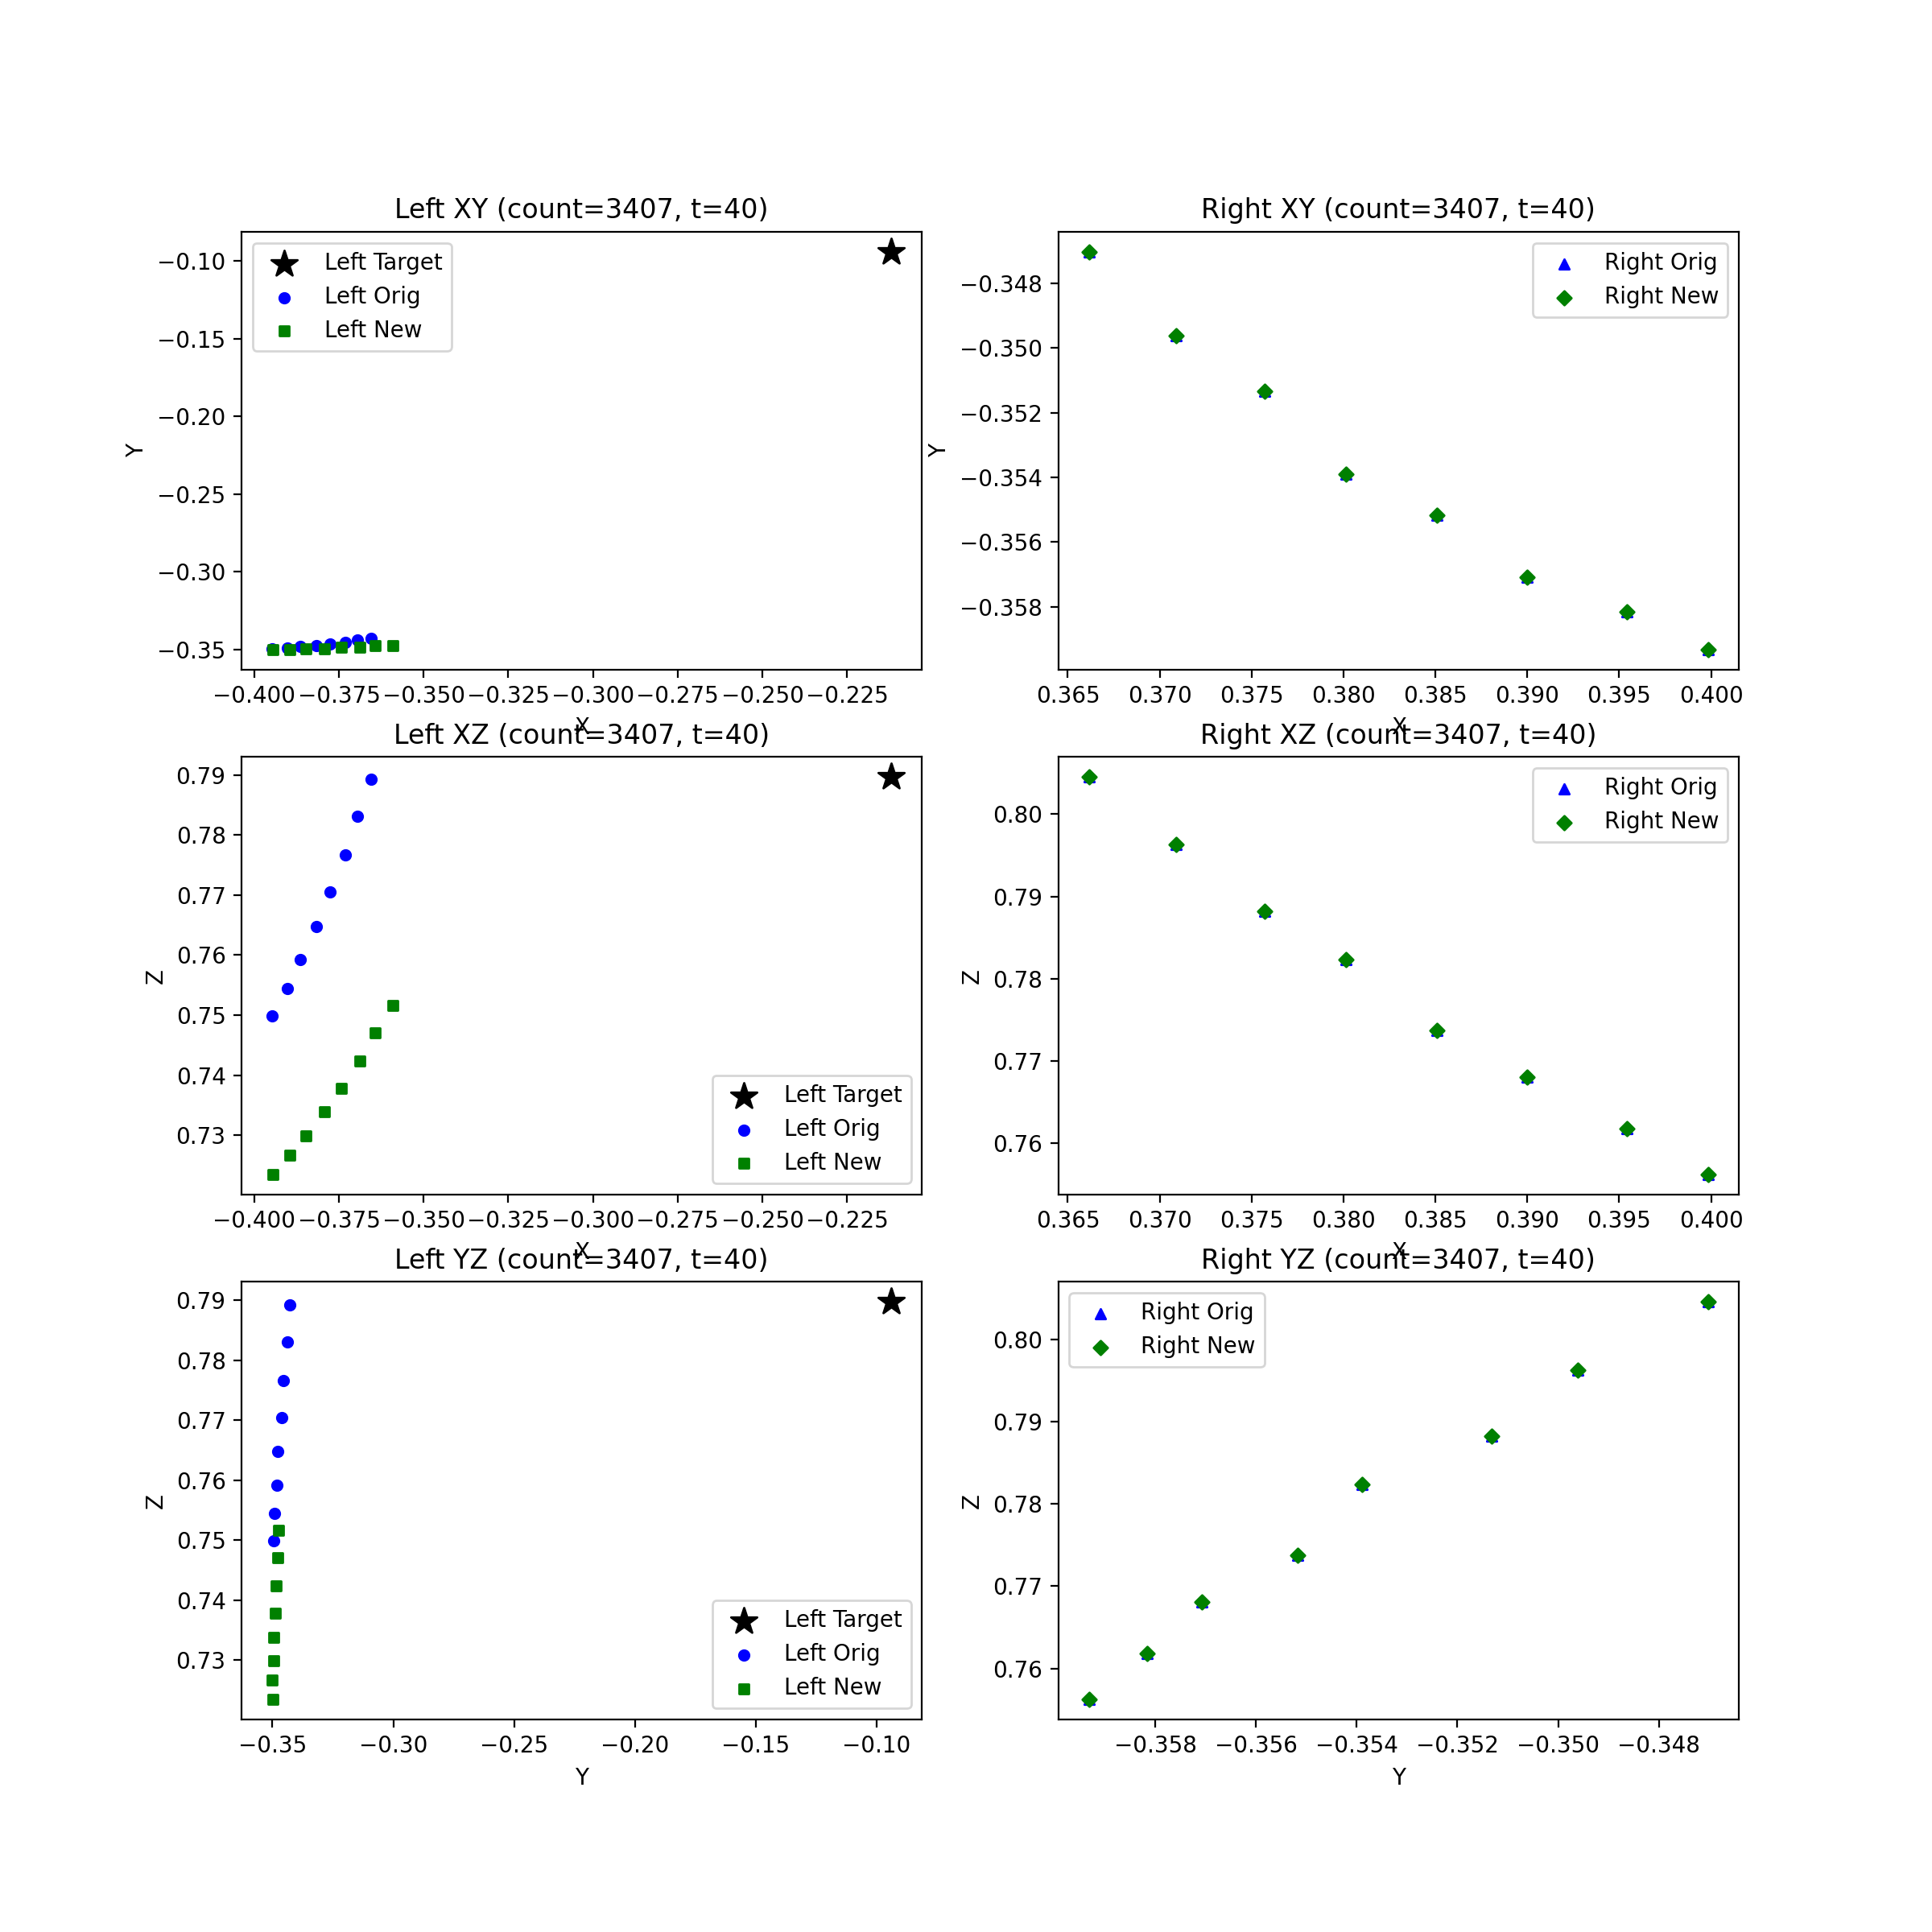 Left XY (count=3407, t=40)
Left Target
Left Orig
Left New
Y
−0.10
−0.15
−0.20
−0.25
−0.30
−0.35
−0.400 −0.375 −0.350 −0.325 −0.300 −0.275 −0.250 −0.225
X
Right XY (count=3407, t=40)
Right Orig
Right New
Y
−0.348
−0.350
−0.352
−0.354
−0.356
−0.358
0.365 0.370 0.375 0.380 0.385 0.390 0.395 0.400
X
Left XZ (count=3407, t=40)
Z
0.79
0.78
0.77
0.76
0.75
0.74
0.73
Left Target
Left Orig
Left New
−0.400 −0.375 −0.350 −0.325 −0.300 −0.275 −0.250 −0.225
X
Right XZ (count=3407, t=40)
Right Orig
Right New
Z
0.80
0.79
0.78
0.77
0.76
0.365 0.370 0.375 0.380 0.385 0.390 0.395 0.400
X
Left YZ (count=3407, t=40)
Z
0.79
0.78
0.77
0.76
0.75
0.74
0.73
Left Target
Left Orig
Left New
−0.35 −0.30 −0.25 −0.20 −0.15 −0.10
Y
Right YZ (count=3407, t=40)
Right Orig
Right New
Z
0.80
0.79
0.78
0.77
0.76
−0.358 −0.356 −0.354 −0.352 −0.350 −0.348
Y